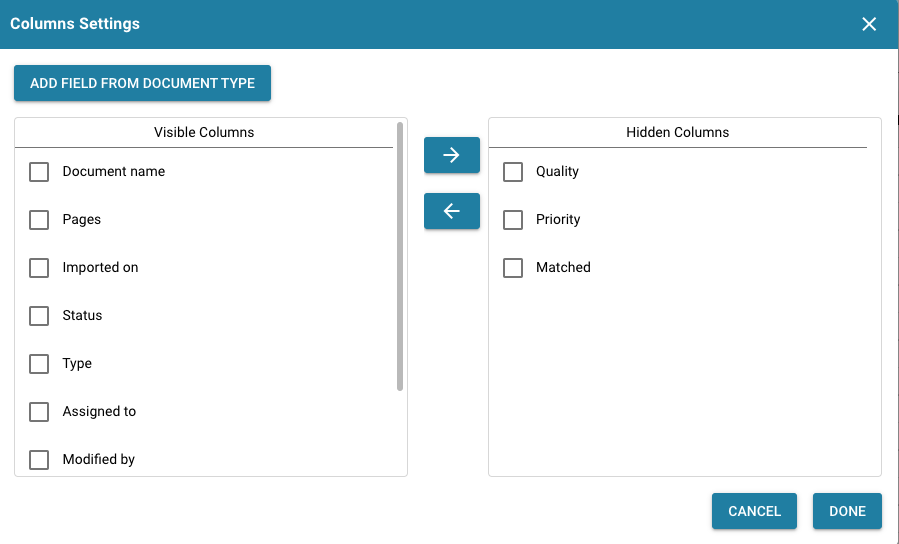 Columns Settings
ADD FIELD FROM DOCUMENT TYPE
Visible Columns
Document name
Pages
Imported on
Status
Type
Assigned to
Modified by
Hidden Columns
Quality
Priority
Matched
CANCEL
DONE